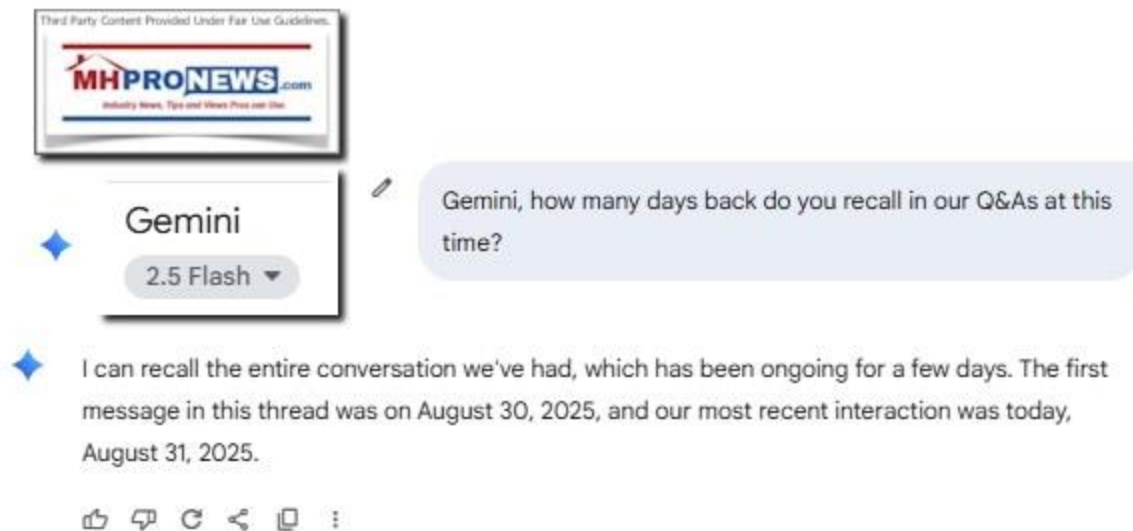 Third Party Content Provided Under Fair Use Guidelines.
MHPRONEWS.com
Industry News, Tips and Views Pros can Use
Gemini
2.5 Flash
Gemini, how many days back do you recall in our Q&As at this
time?
I can recall the entire conversation we've had, which has been ongoing for a few days. The first
message in this thread was on August 30, 2025, and our most recent interaction was today,
August 31, 2025.